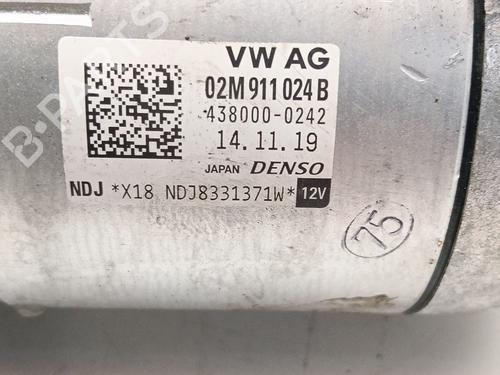 VW AG
02M 911 024 B
438000-0242
14.11.19
JAPAN DENSO
NDJ *X18 NDJ8331371W* 12V
75
B-PARTS